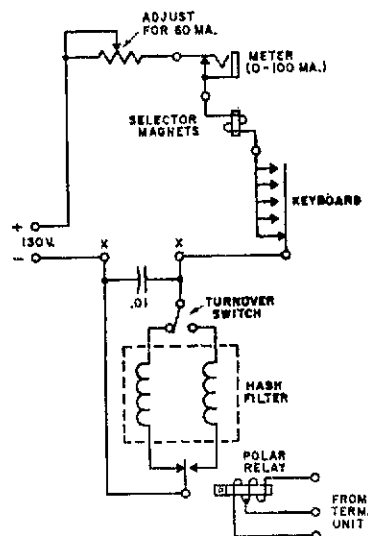 ADJUST
FOR 60 MA.
METER
(0-100 MA.)
SELECTOR
MAGNETS
KEYBOARD
+
130V.
-
X
X
.01
TURNOVER
SWITCH
HASH
FILTER
POLAR
RELAY
FROM
TERM.
UNIT